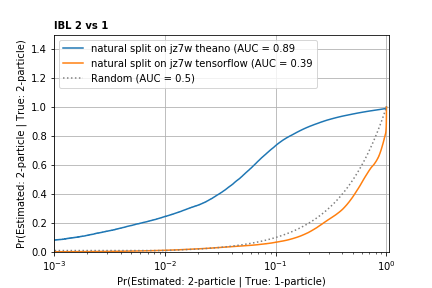 IBL 2 vs 1
natural split on jz7w theano (AUC = 0.89
natural split on jz7w tensorflow (AUC = 0.39
Random (AUC = 0.5)
Pr(Estimated: 2-particle | True: 2-particle)
1.4
1.2
1.0
0.8
0.6
0.4
0.2
0.0
10⁻³ 10⁻² 10⁻¹ 10⁰
Pr(Estimated: 2-particle | True: 1-particle)